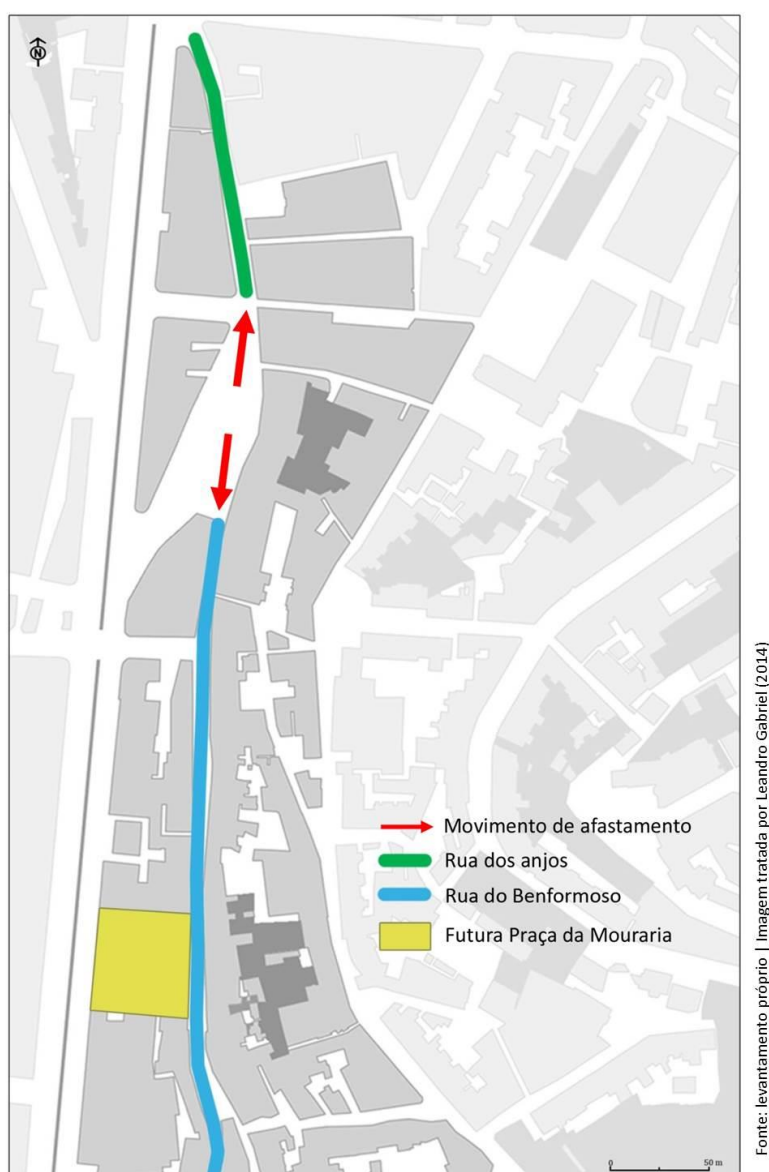 N
Movimento de afastamento
Rua dos anjos
Rua do Benformoso
Futura Praça da Mouraria
0 50 m
Fonte: levantamento próprio | Imagem tratada por Leandro Gabriel (2014)